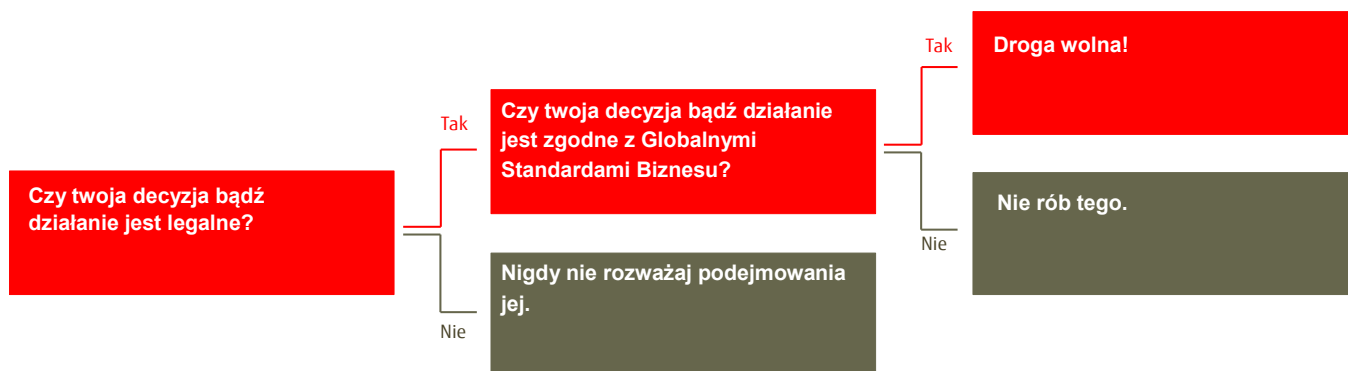 Czy twoja decyzja bądź
działanie jest legalne?
Tak
Nie
Czy twoja decyzja bądź działanie
jest zgodne z Globalnymi
Standardami Biznesu?
Nigdy nie rozważaj podejmowania
jej.
Tak
Nie
Droga wolna!
Nie rób tego.